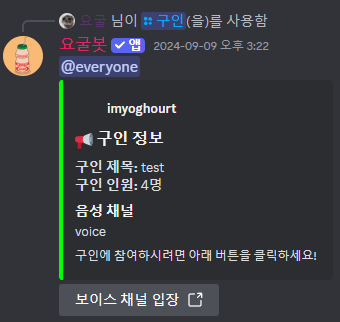 요굴 님이 구인(을)를 사용함
요굴봇 ✓ 앱 2024-09-09 오후 3:22
@everyone
imyoghourt
구인 정보
구인 제목: test
구인 인원: 4명
음성 채널
voice
구인에 참여하시려면 아래 버튼을 클릭하세요!
보이스 채널 입장